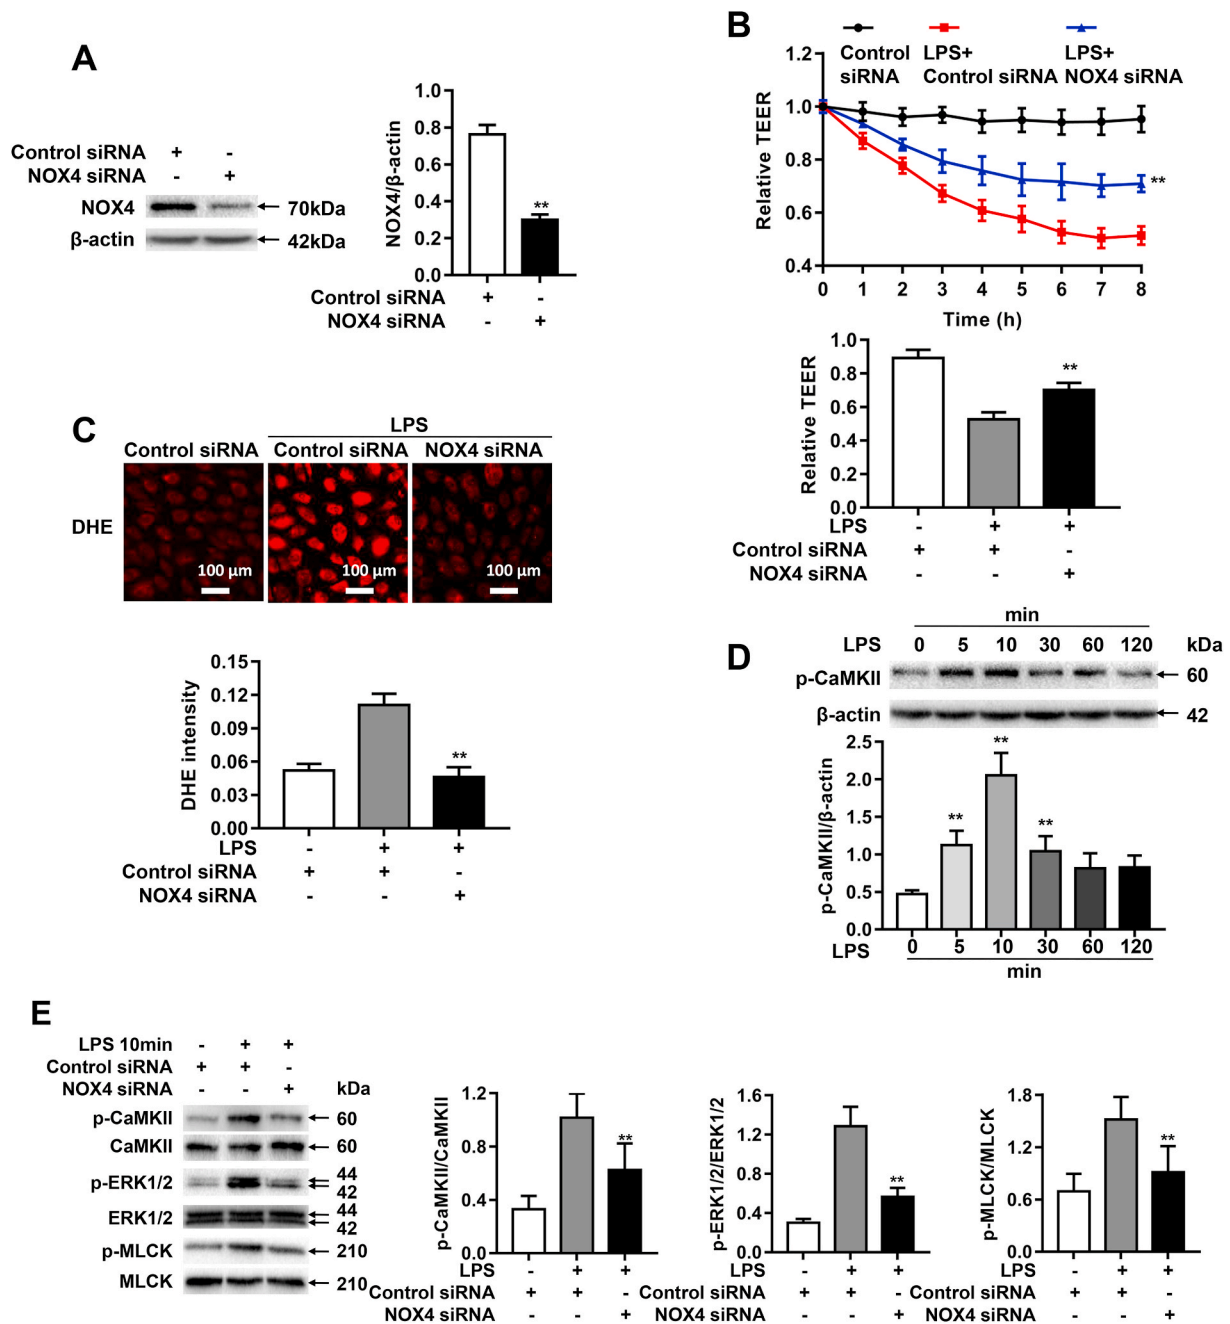 A
Control siRNA + -
NOX4 siRNA - +
NOX4 70kDa
β-actin 42kDa
NOX4/β-actin
1.0
0.8
0.6
0.4
0.2
0.0
**
Control siRNA + -
NOX4 siRNA - +
B
Control siRNA
LPS+ Control siRNA
LPS+ NOX4 siRNA
Relative TEER
1.2
1.0
0.8
0.6
0.4
**
0 1 2 3 4 5 6 7 8
Time (h)
Relative TEER
1.0
0.8
0.6
0.4
0.2
0.0
**
LPS - + +
Control siRNA + + -
NOX4 siRNA - - +
C
LPS
Control siRNA Control siRNA NOX4 siRNA
DHE
100 µm 100 µm 100 µm
DHE intensity
0.15
0.12
0.09
0.06
0.03
0.00
**
LPS - + +
Control siRNA + + -
NOX4 siRNA - - +
D
min
LPS 0 5 10 30 60 120 kDa
p-CaMKII 60
β-actin 42
p-CaMKII/β-actin
2.5
2.0
1.5
1.0
0.5
0.0
** ** **
LPS 0 5 10 30 60 120
min
E
LPS 10min - + +
Control siRNA + + -
NOX4 siRNA - - + kDa
p-CaMKII 60
CaMKII 60
p-ERK1/2 44
42
ERK1/2 44
42
p-MLCK 210
MLCK 210
p-CaMKII/CaMKII
1.2
0.8
0.4
0.0
**
LPS - + +
Control siRNA + + -
NOX4 siRNA - - +
p-ERK1/2/ERK1/2
1.6
1.2
0.8
0.4
0.0
**
LPS - + +
Control siRNA + + -
NOX4 siRNA - - +
p-MLCK/MLCK
1.8
1.2
0.6
0.0
**
LPS - + +
Control siRNA + + -
NOX4 siRNA - - +